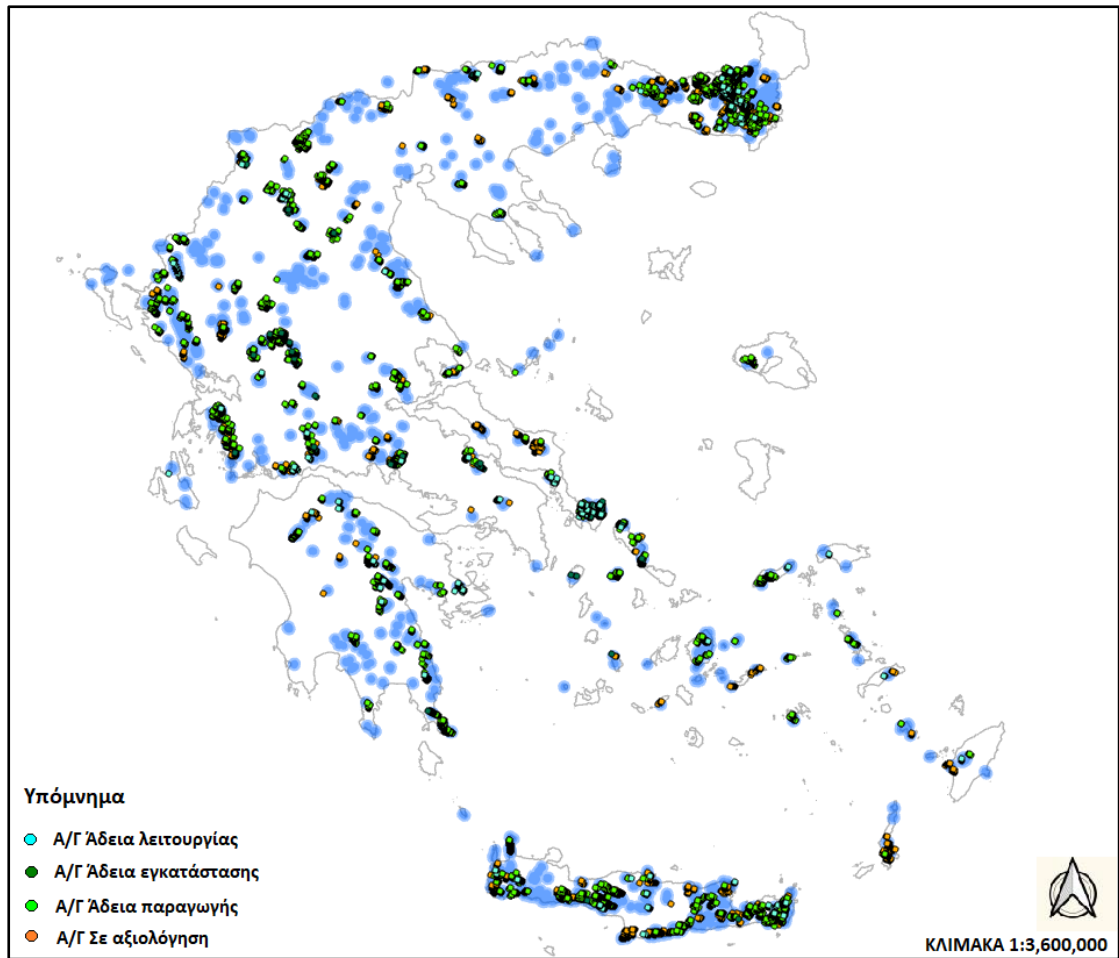 Υπόμνημα
Α/Γ Άδεια λειτουργίας
Α/Γ Άδεια εγκατάστασης
Α/Γ Άδεια παραγωγής
Α/Γ Σε αξιολόγηση
ΚΛΙΜΑΚΑ 1:3,600,000